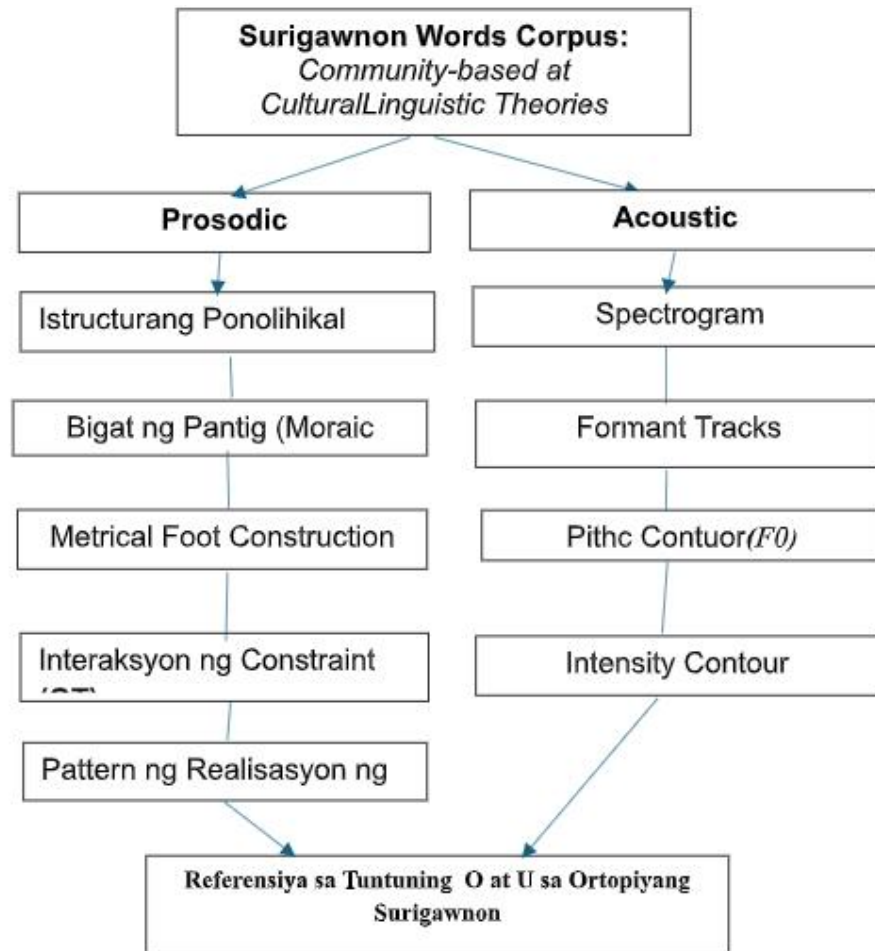 Surigawnon Words Corpus:
Community-based at
CulturalLinguistic Theories
Prosodic
Istructurang Ponolihikal
Bigat ng Pantig (Moraic
Metrical Foot Construction
Interaksyon ng Constraint
Pattern ng Realisasyon ng
Acoustic
Spectrogram
Formant Tracks
Pithc Contuor(F0)
Intensity Contour
Referensiya sa Tuntuning O at U sa Ortopiyang
Surigawnon